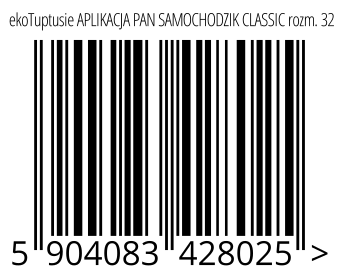 ekoTuptusie APLIKACJA PAN SAMOCHODZIK CLASSIC rozm. 32
5 904083 428025 >